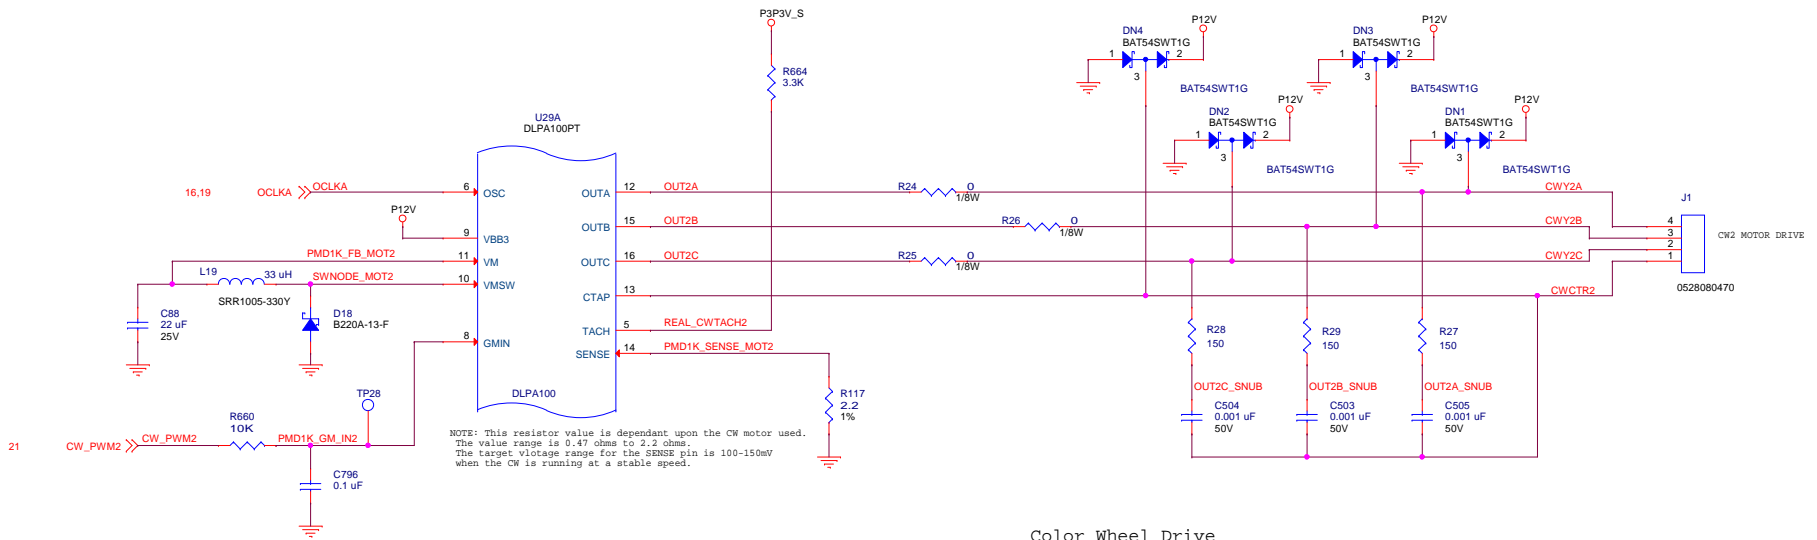 P3P3V_S
R664
3.3K
DN4
BAT54SWT1G
P12V
1
2
3
BAT54SWT1G
DN3
BAT54SWT1G
P12V
1
2
3
BAT54SWT1G
DN2
BAT54SWT1G
P12V
1
2
3
BAT54SWT1G
DN1
BAT54SWT1G
P12V
1
2
3
BAT54SWT1G
U29A
DLPA100PT
16,19
OCLKA
OCLKA
6
OSC
P12V
9
VBB3
PMD1K_FB_MOT2
11
VM
L19
33 uH
SWNODE_MOT2
10
VMSW
SRR1005-330Y
C88
22 uF
25V
D18
B220A-13-F
8
GMIN
DLPA100
OUTA
12
OUT2A
R24
0
1/8W
CWY2A
OUTB
15
OUT2B
R26
0
1/8W
CWY2B
OUTC
16
OUT2C
R25
0
1/8W
CWY2C
CTAP
13
CWCTR2
TACH
5
REAL_CWTACH2
SENSE
14
PMD1K_SENSE_MOT2
J1
4
3
2
1
CW2 MOTOR DRIVE
0528080470
R28
150
R29
150
R27
150
OUT2C_SNUB
OUT2B_SNUB
OUT2A_SNUB
C504
0.001 uF
50V
C503
0.001 uF
50V
C505
0.001 uF
50V
R117
2.2
1%
TP28
R660
10K
21
CW_PWM2
CW_PWM2
PMD1K_GM_IN2
C796
0.1 uF
NOTE: This resistor value is dependant upon the CW motor used.
The value range is 0.47 ohms to 2.2 ohms.
The target vlotage range for the SENSE pin is 100-150mV
when the CW is running at a stable speed.
Color Wheel Drive